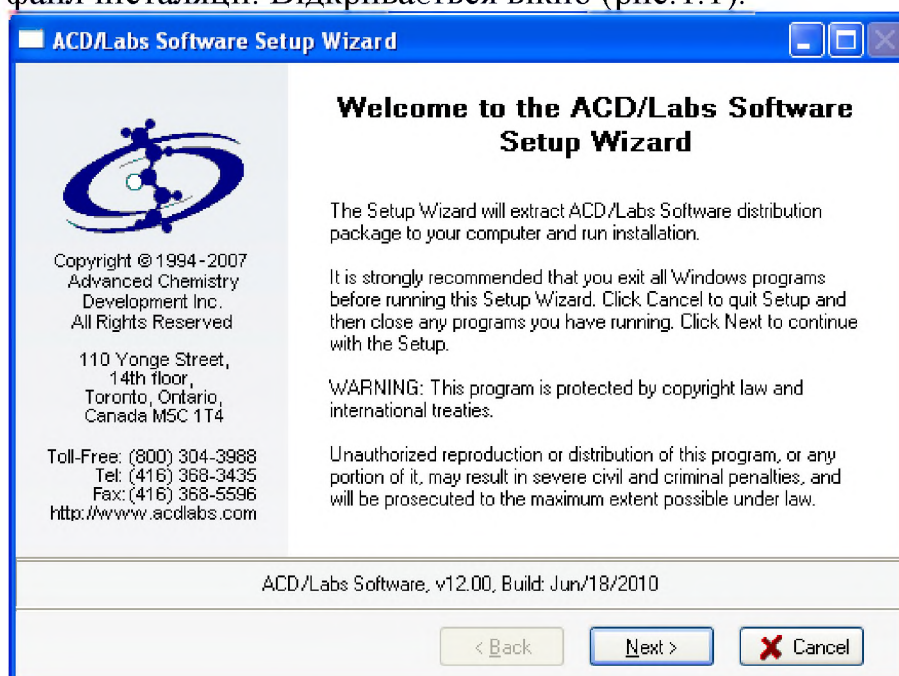 файл інсталяції. Відкривається вікно (рис.1.1).
ACD/Labs Software Setup Wizard
Welcome to the ACD/Labs Software
Setup Wizard
The Setup Wizard will extract ACD/Labs Software distribution
package to your computer and run installation.
It is strongly recommended that you exit all Windows programs
before running this Setup Wizard. Click Cancel to quit Setup and
then close any programs you have running. Click Next to continue
with the Setup.
WARNING: This program is protected by copyright law and
international treaties.
Unauthorized reproduction or distribution of this program, or any
portion of it, may result in severe civil and criminal penalties, and
will be prosecuted to the maximum extent possible under law.
Copyright © 1994-2007
Advanced Chemistry
Development Inc.
All Rights Reserved
110 Yonge Street,
14th floor,
Toronto, Ontario,
Canada M5C 1T4
Toll-Free: (800) 304-3988
Tel: (416) 368-3435
Fax: (416) 368-5596
http://www.acdlabs.com
ACD/Labs Software, v12.00, Build: Jun/18/2010
< Back
Next >
Cancel